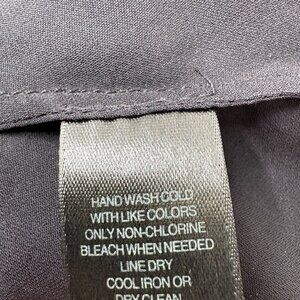 HAND WASH COLD
WITH LIKE COLORS
ONLY NON-CHLORINE
BLEACH WHEN NEEDED
LINE DRY
COOL IRON OR
DRY CLEAN